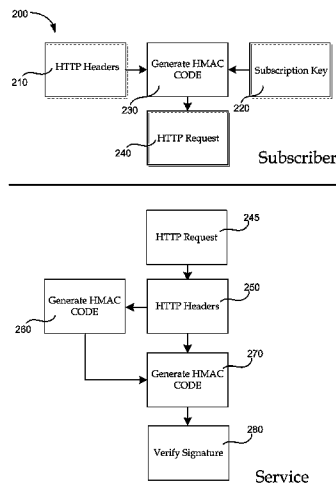 200
HTTP Headers
210
Generate HMAC
CODE
230
Subscription Key
220
HTTP Request
240
Subscriber
HTTP Request
245
HTTP Headers
250
Generate HMAC
CODE
260
Generate HMAC
CODE
270
Verify Signature
280
Service